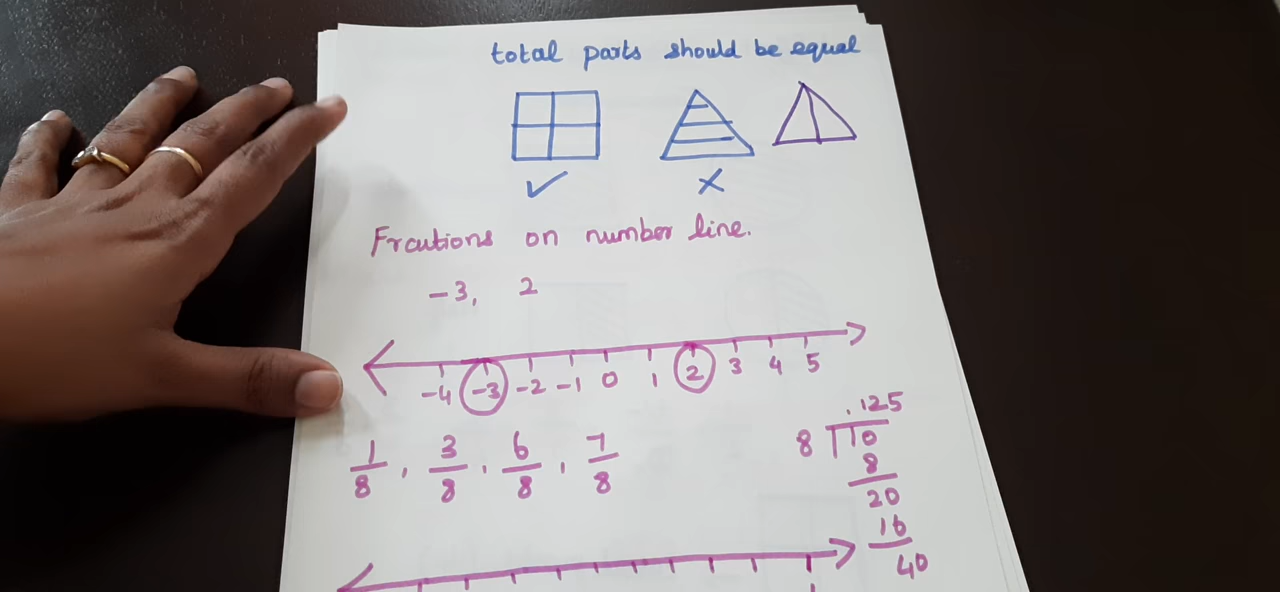 total parts should be equal
✓ ×
Frcutions on number line.
-3, 2
-4 -3 -2 -1 0 1 2 3 4 5
1/8, 3/8, 6/8, 7/8
.125
8 10
8
20
16
40